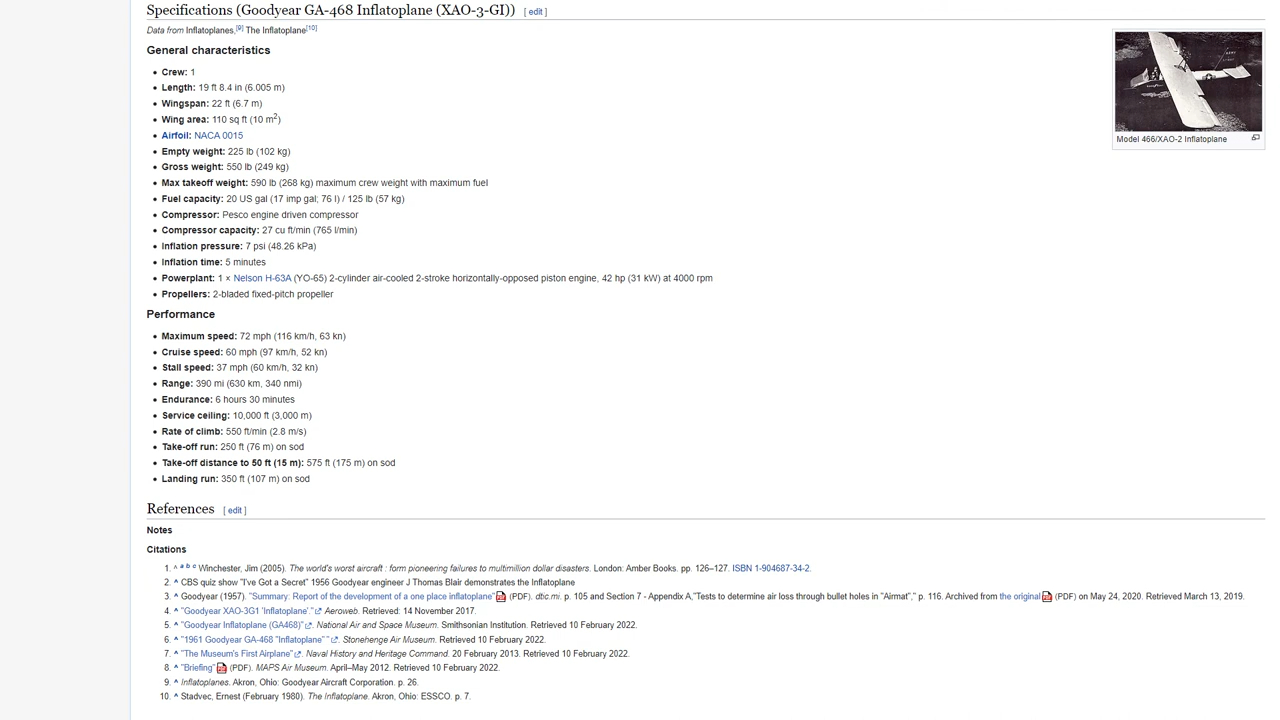 Specifications (Goodyear GA-468 Inflatoplane (XAO-3-GI)) [ edit ]
Data from Inflatoplanes,[9] The Inflatoplane[10]
General characteristics
• Crew: 1
• Length: 19 ft 8.4 in (6.005 m)
• Wingspan: 22 ft (6.7 m)
• Wing area: 110 sq ft (10 m2)
• Airfoil: NACA 0015
• Empty weight: 225 lb (102 kg)
• Gross weight: 550 lb (249 kg)
• Max takeoff weight: 590 lb (268 kg) maximum crew weight with maximum fuel
• Fuel capacity: 20 US gal (17 imp gal; 76 l) / 125 lb (57 kg)
• Compressor: Pesco engine driven compressor
• Compressor capacity: 27 cu ft/min (765 l/min)
• Inflation pressure: 7 psi (48.26 kPa)
• Inflation time: 5 minutes
• Powerplant: 1 × Nelson H-63A (YO-65) 2-cylinder air-cooled 2-stroke horizontally-opposed piston engine, 42 hp (31 kW) at 4000 rpm
• Propellers: 2-bladed fixed-pitch propeller
Model 466/XAO-2 Inflatoplane
Performance
• Maximum speed: 72 mph (116 km/h, 63 kn)
• Cruise speed: 60 mph (97 km/h, 52 kn)
• Stall speed: 37 mph (60 km/h, 32 kn)
• Range: 390 mi (630 km, 340 nmi)
• Endurance: 6 hours 30 minutes
• Service ceiling: 10,000 ft (3,000 m)
• Rate of climb: 550 ft/min (2.8 m/s)
• Take-off run: 250 ft (76 m) on sod
• Take-off distance to 50 ft (15 m): 575 ft (175 m) on sod
• Landing run: 350 ft (107 m) on sod
References [ edit ]
Notes
Citations
1. ^ a b c Winchester, Jim (2005). The world's worst aircraft : form pioneering failures to multimillion dollar disasters. London: Amber Books. pp. 126–127. ISBN 1-904687-34-2.
2. ^ CBS quiz show "I've Got a Secret" 1956 Goodyear engineer J Thomas Blair demonstrates the Inflatoplane
3. ^ Goodyear (1957). "Summary: Report of the development of a one place inflatoplane" (PDF). dtic.mi. p. 105 and Section 7 - Appendix A,"Tests to determine air loss through bullet holes in "Airmat"," p. 116. Archived from the original (PDF) on May 24, 2020. Retrieved March 13, 2019.
4. ^ "Goodyear XAO-3G1 'Inflatoplane'." Aeroweb. Retrieved: 14 November 2017.
5. ^ "Goodyear Inflatoplane (GA468)". National Air and Space Museum. Smithsonian Institution. Retrieved 10 February 2022.
6. ^ "1961 Goodyear GA-468 "Inflatoplane" ". Stonehenge Air Museum. Retrieved 10 February 2022.
7. ^ "The Museum's First Airplane". Naval History and Heritage Command. 20 February 2013. Retrieved 10 February 2022.
8. ^ "Briefing" (PDF). MAPS Air Museum. April–May 2012. Retrieved 10 February 2022.
9. ^ Inflatoplanes. Akron, Ohio: Goodyear Aircraft Corporation. p. 26.
10. ^ Stadvec, Ernest (February 1980). The Inflatoplane. Akron, Ohio: ESSCO. p. 7.